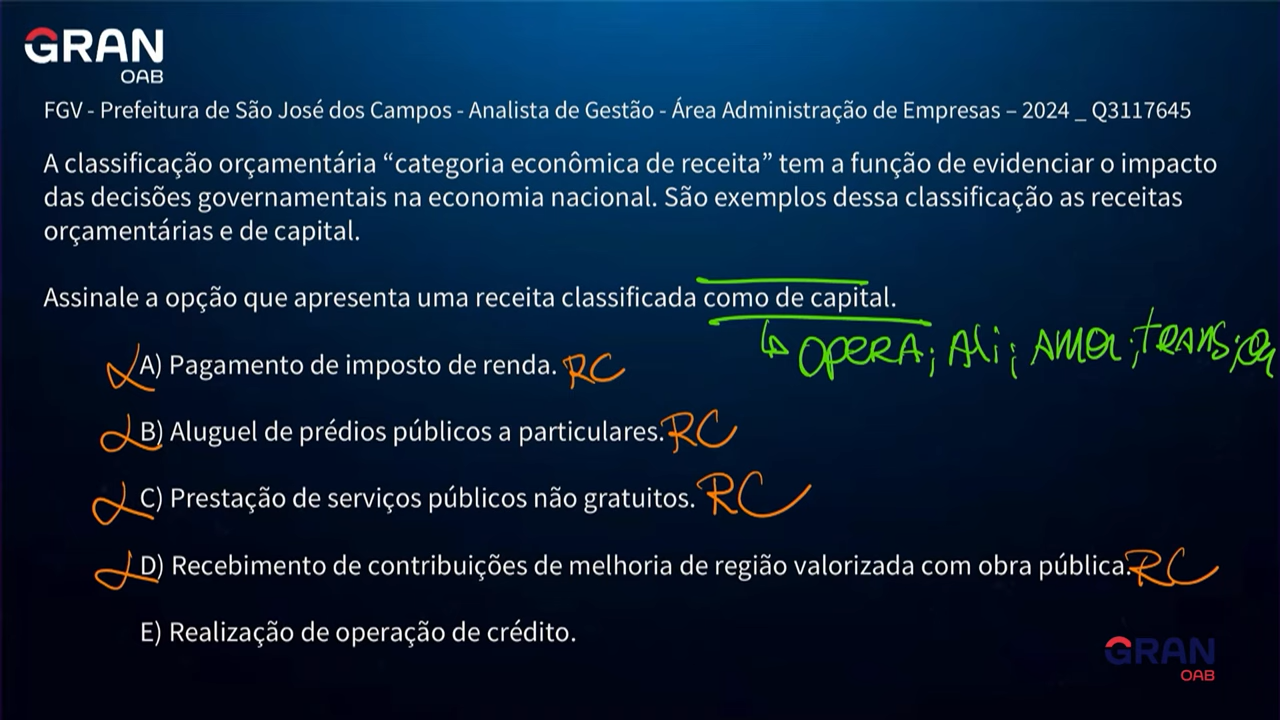 GRAN
OAB
FGV - Prefeitura de São José dos Campos - Analista de Gestão - Área Administração de Empresas – 2024 _ Q3117645
A classificação orçamentária “categoria econômica de receita” tem a função de evidenciar o impacto
das decisões governamentais na economia nacional. São exemplos dessa classificação as receitas
orçamentárias e de capital.
Assinale a opção que apresenta uma receita classificada como de capital.
OPERA; Ali; AMOR; TRANS;
A) Pagamento de imposto de renda. RC
B) Aluguel de prédios públicos a particulares. RC
C) Prestação de serviços públicos não gratuitos. RC
D) Recebimento de contribuições de melhoria de região valorizada com obra pública. RC
E) Realização de operação de crédito.
GRAN
OAB